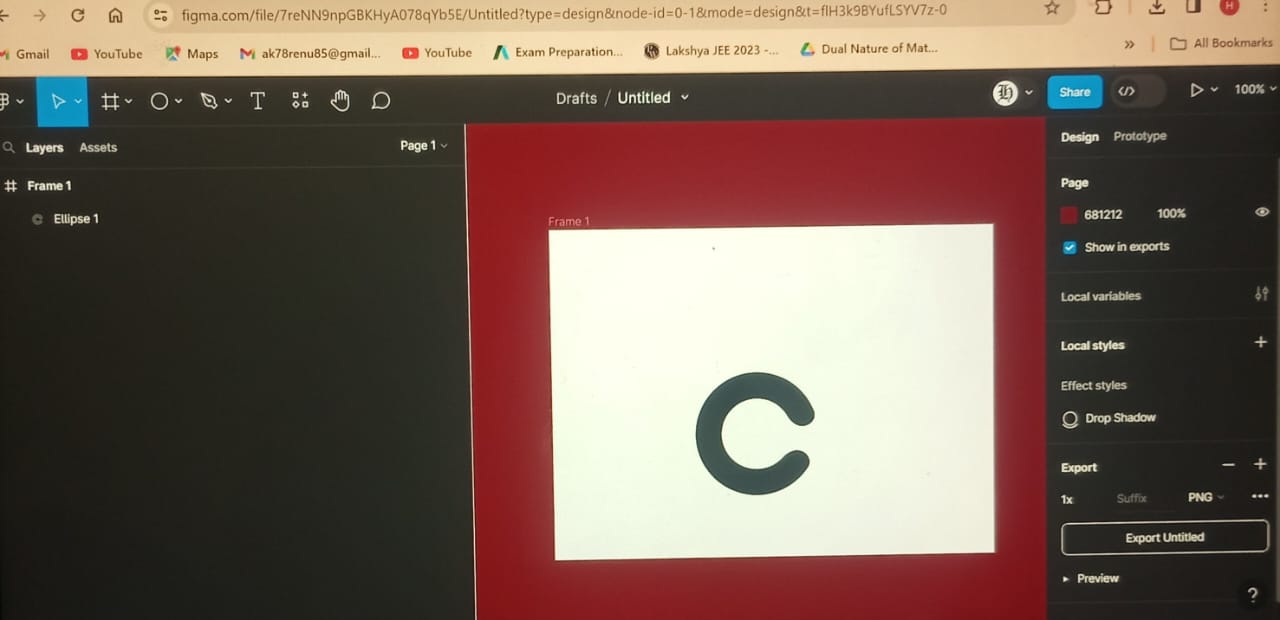 figma.com/file/7reNN9npGBKHyA078qYb5E/Untitled?type=design&node-id=0-1&mode=design&t=flH3k9BYufLSYV7z-0
H
Gmail YouTube Maps ak78renu85@gmail... YouTube Exam Preparation... Lakshya JEE 2023 -... Dual Nature of Mat... » All Bookmarks
T Drafts / Untitled Share </> 100%
Layers Assets Page 1 Design Prototype
Frame 1 Page
Ellipse 1 Frame 1 681212 100%
Show in exports
Local variables
Local styles +
Effect styles
Drop Shadow
Export − +
1x Suffix PNG ...
Export Untitled
Preview
?